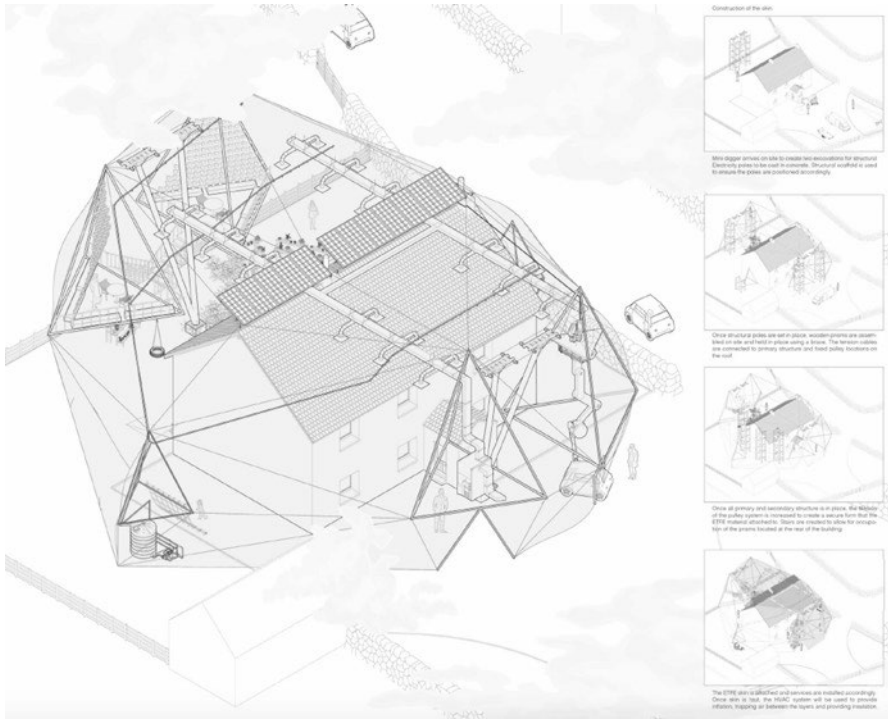 Construction of the skin
Mini digger arrives on site to create two excavations for structural
Electricity poles to be cast in concrete. Structural scaffold is used
to ensure the poles are positioned accordingly.
Once structural poles are set in place, wooden prisms are assem-
bled on site and held in place using a brace. The tension cables
are connected to primary structure and fixed pulley locations on
the roof.
Once all primary and secondary structure is in place, the tension
of the pulley system is increased to create a secure form that the
ETFE material attached to. Stairs are created to allow for occupa-
tion of the prisms located at the rear of the building.
The ETFE skin is attached and services are installed accordingly.
Once skin is taut, the HVAC system will be used to provide
inflation, trapping air between the layers and providing insulation.